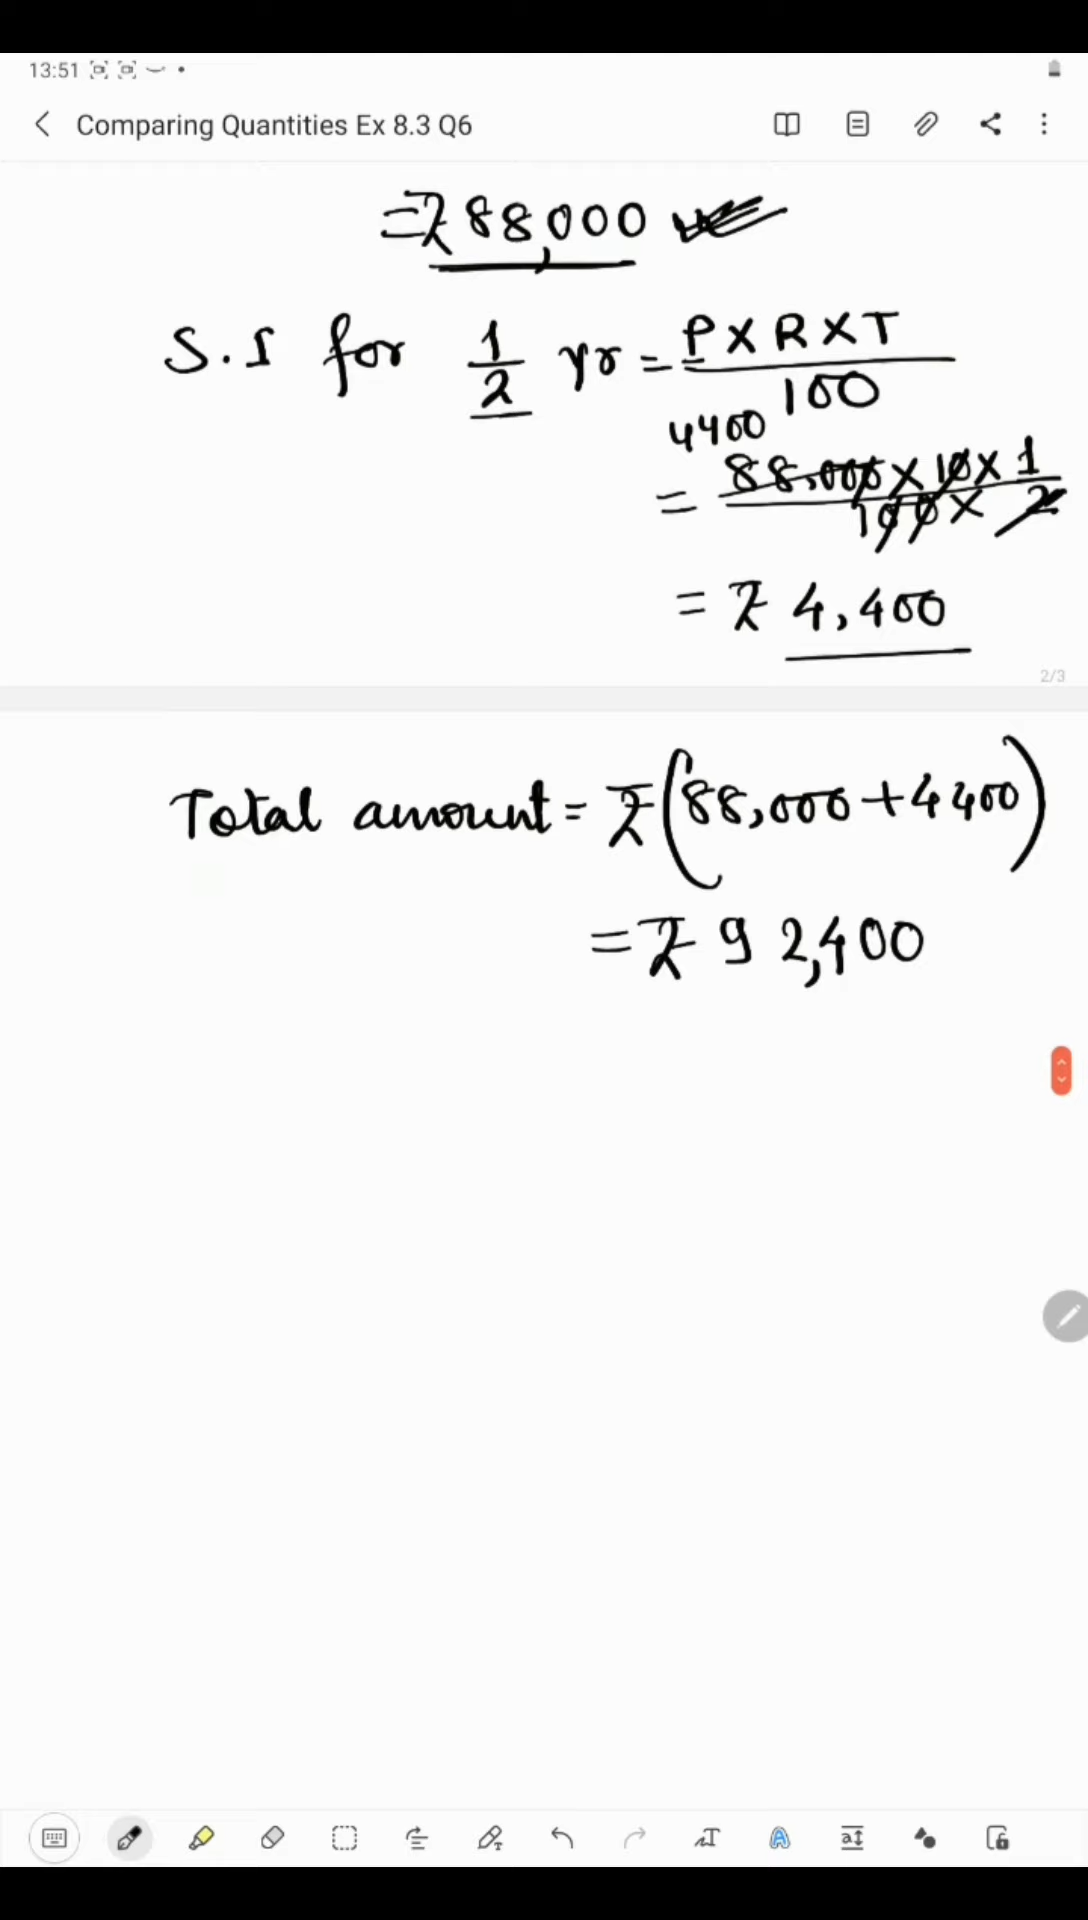 13:51
Comparing Quantities Ex 8.3 Q6
= ₹ 88,000
S.I for 1/2 yr = P X R X T / 100
4400
= 88,000 X 10 X 1 / 100 X 2
= ₹ 4,400
2/3
Total amount = ₹ (88,000 + 4400)
= ₹ 92,400